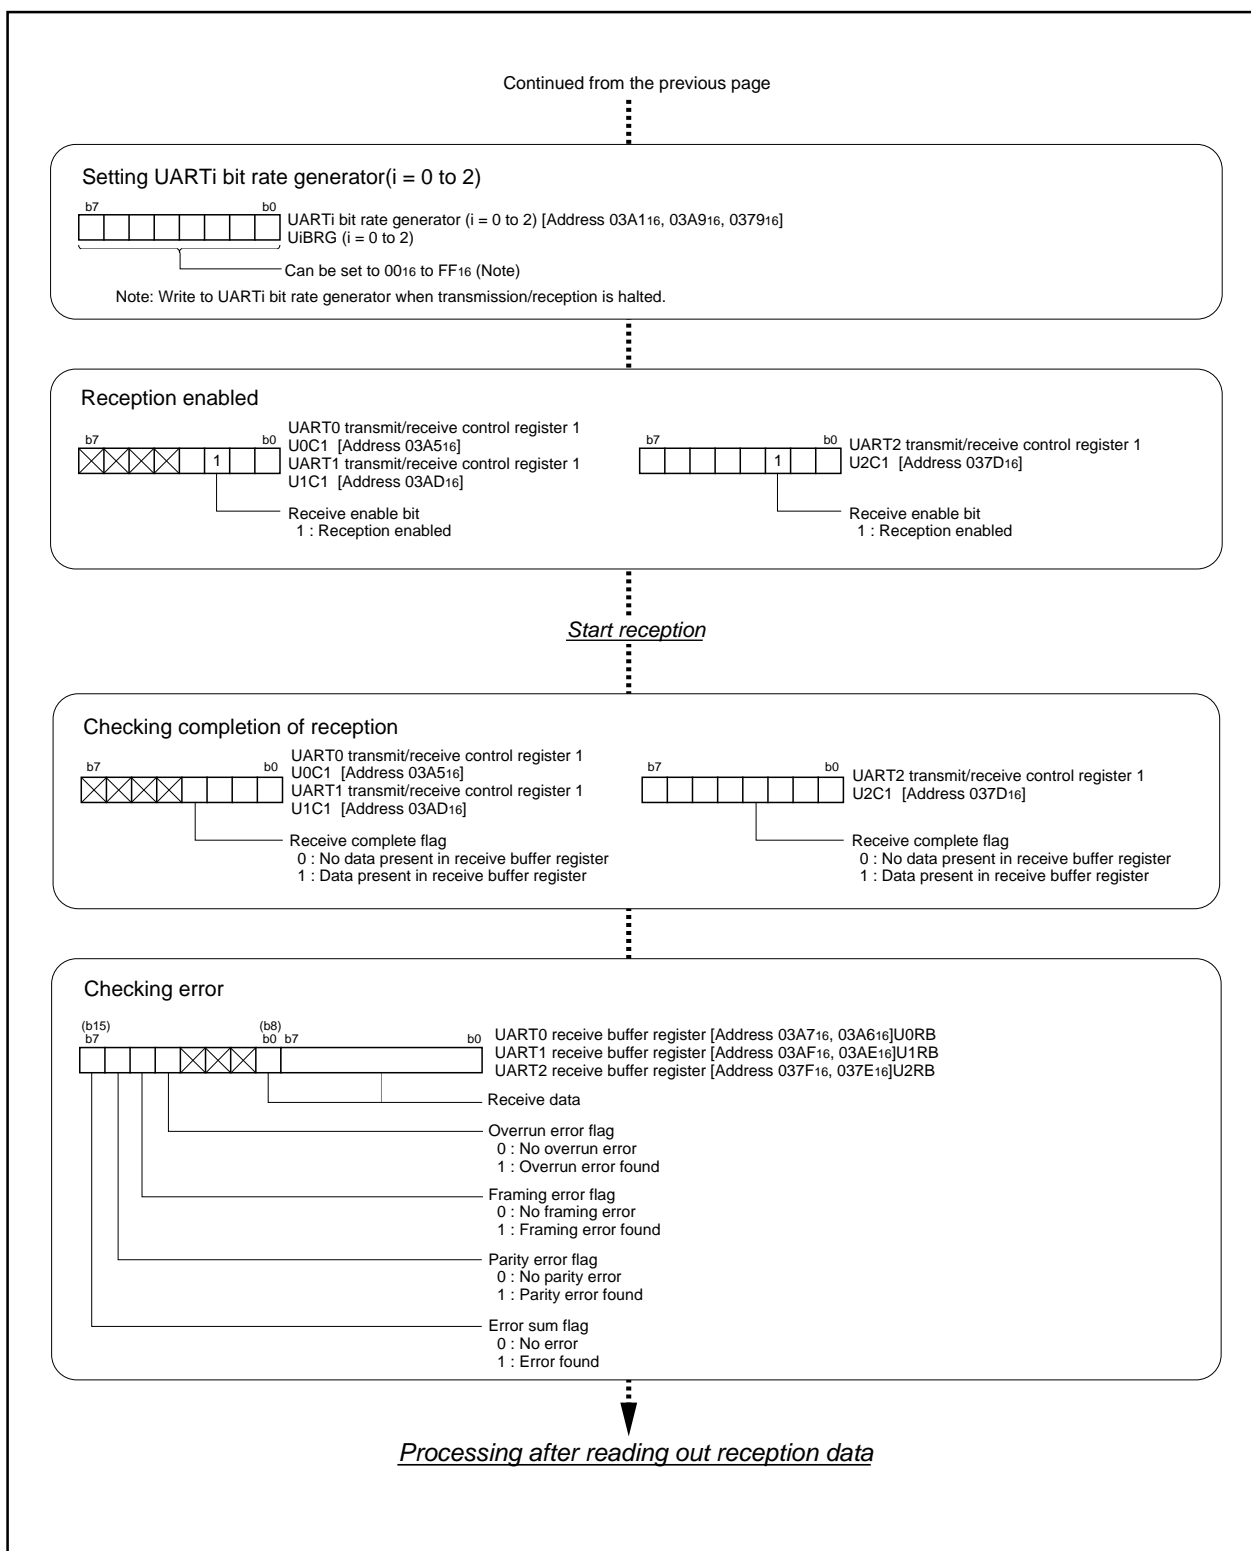 Continued from the previous page
Setting UARTi bit rate generator(i = 0 to 2)
b7 b0
UARTi bit rate generator (i = 0 to 2) [Address 03A116, 03A916, 037916]
UiBRG (i = 0 to 2)
Can be set to 0016 to FF16 (Note)
Note: Write to UARTi bit rate generator when transmission/reception is halted.
Reception enabled
b7 b0
1
UART0 transmit/receive control register 1
U0C1 [Address 03A516]
UART1 transmit/receive control register 1
U1C1 [Address 03AD16]
Receive enable bit
1 : Reception enabled
b7 b0
1
UART2 transmit/receive control register 1
U2C1 [Address 037D16]
Receive enable bit
1 : Reception enabled
Start reception
Checking completion of reception
b7 b0
UART0 transmit/receive control register 1
U0C1 [Address 03A516]
UART1 transmit/receive control register 1
U1C1 [Address 03AD16]
Receive complete flag
0 : No data present in receive buffer register
1 : Data present in receive buffer register
b7 b0
UART2 transmit/receive control register 1
U2C1 [Address 037D16]
Receive complete flag
0 : No data present in receive buffer register
1 : Data present in receive buffer register
Checking error
(b15) (b8)
b7 b0 b7 b0
UART0 receive buffer register [Address 03A716, 03A616]U0RB
UART1 receive buffer register [Address 03AF16, 03AE16]U1RB
UART2 receive buffer register [Address 037F16, 037E16]U2RB
Receive data
Overrun error flag
0 : No overrun error
1 : Overrun error found
Framing error flag
0 : No framing error
1 : Framing error found
Parity error flag
0 : No parity error
1 : Parity error found
Error sum flag
0 : No error
1 : Error found
Processing after reading out reception data